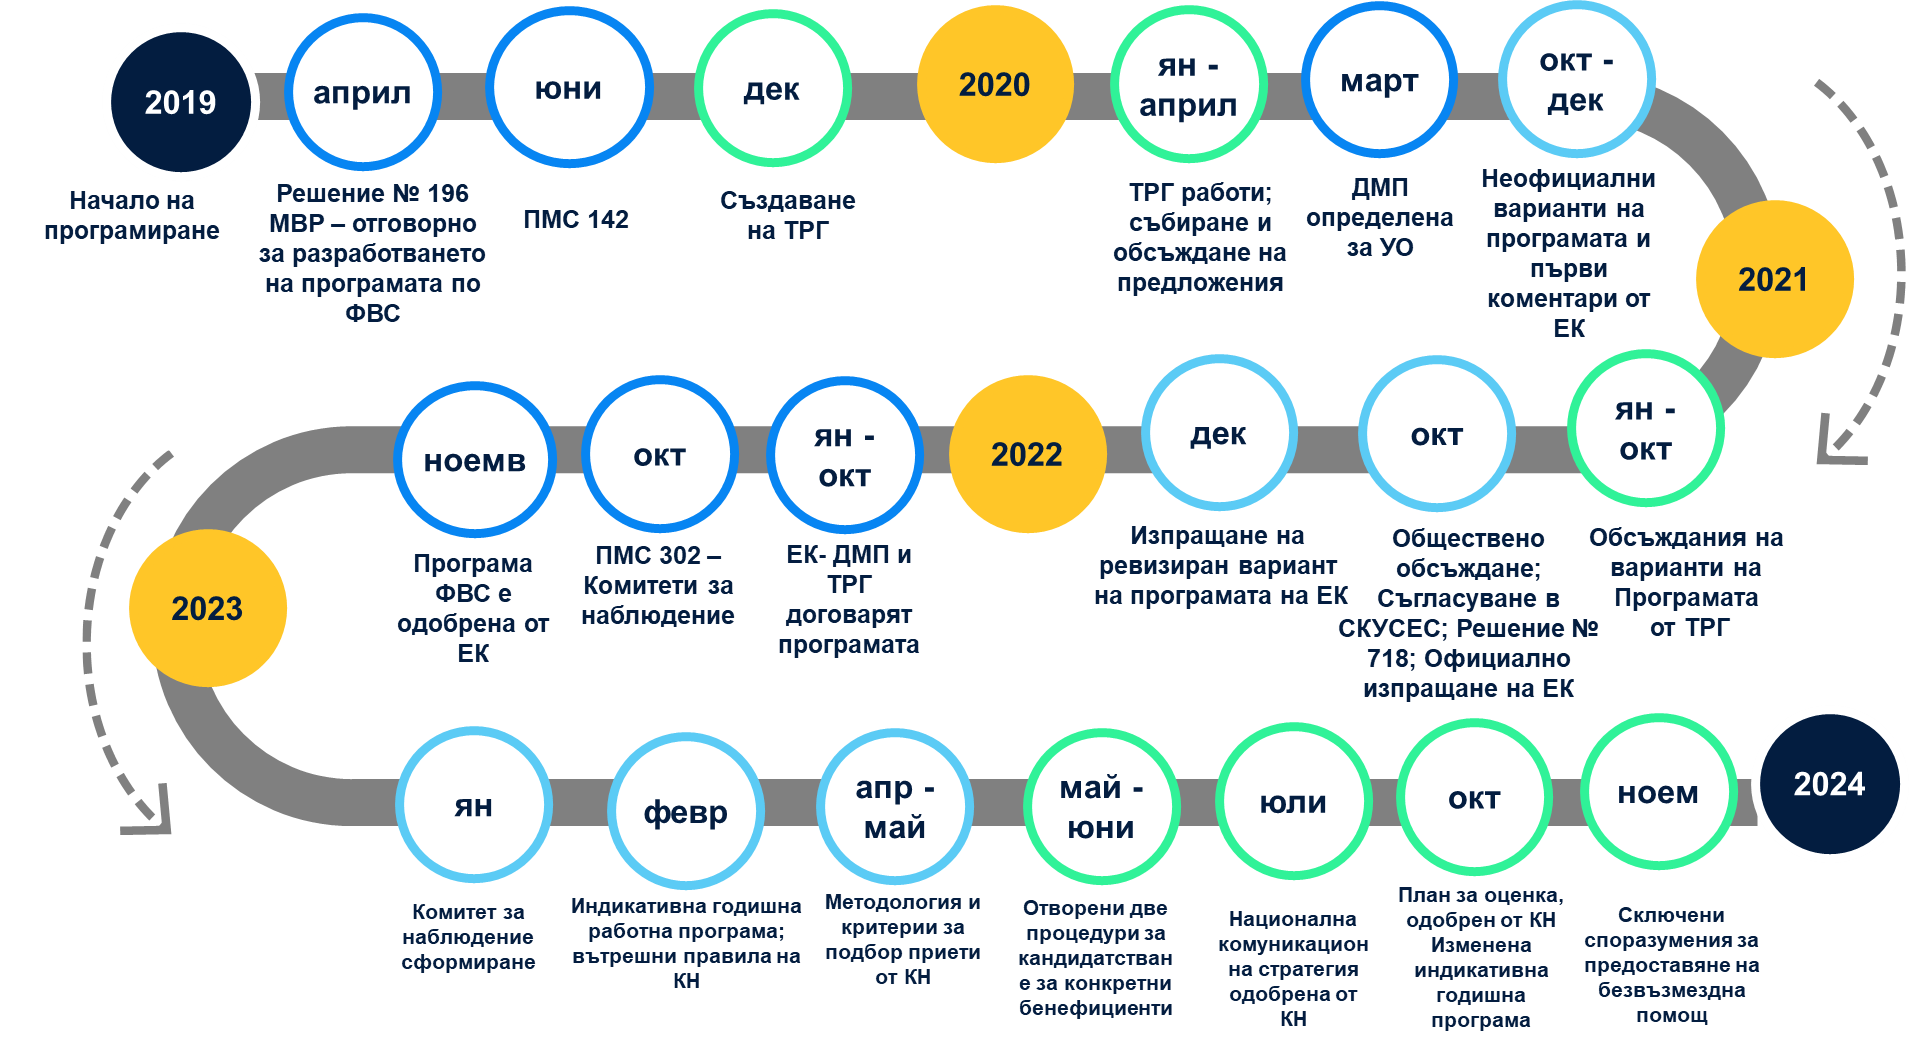 2019
Начало на
програмиране
април
Решение № 196
МВР – отговорно
за разработването
на програмата по
ФВС
юни
ПМС 142
дек
Създаване
на ТРГ
2020
ян -
април
ТРГ работи;
събиране и
обсъждане на
предложения
март
ДМП
определена
за УО
окт -
дек
Неофициални
варианти на
програмата и
първи
коментари от
ЕК
2021
ян -
окт
Обсъждания на
варианти на
Програмата
от ТРГ
окт
Обществено
обсъждане;
Съгласуване в
СКУСЕС; Решение №
718; Официално
изпращане на ЕК
дек
Изпращане на
ревизиран вариант
на програмата на ЕК
2022
ян -
окт
ЕК- ДМП и
ТРГ
договарят
програмата
окт
ПМС 302 –
Комитети за
наблюдение
ноемв
Програма
ФВС е
одобрена от
ЕК
2023
ян
Комитет за
наблюдение
сформиране
февр
Индикативна годишна
работна програма;
вътрешни правила на
КН
апр -
май
Методология и
критерии за
подбор приети
от КН
май -
юни
Отворени две
процедури за
кандидатстван
е за конкретни
бенефициенти
юли
Национална
комуникацион
на стратегия
одобрена от
КН
окт
План за оценка,
одобрен от КН
Изменена
индикативна
годишна
програма
ноем
Сключени
споразумения за
предоставяне на
безвъзмездна
помощ
2024